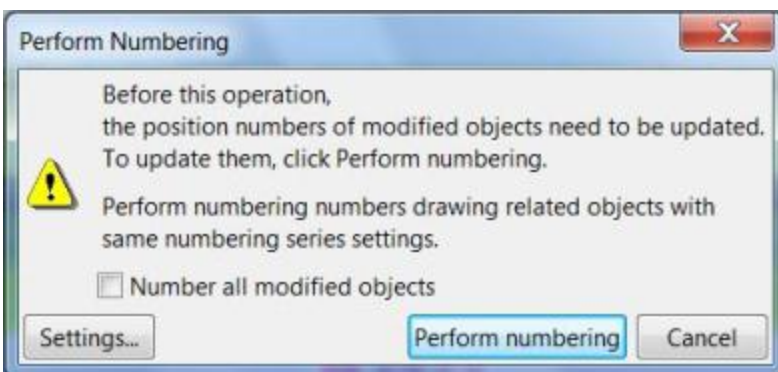 Perform Numbering
Before this operation,
the position numbers of modified objects need to be updated.
To update them, click Perform numbering.
Perform numbering numbers drawing related objects with
same numbering series settings.
Number all modified objects
Settings... Perform numbering Cancel